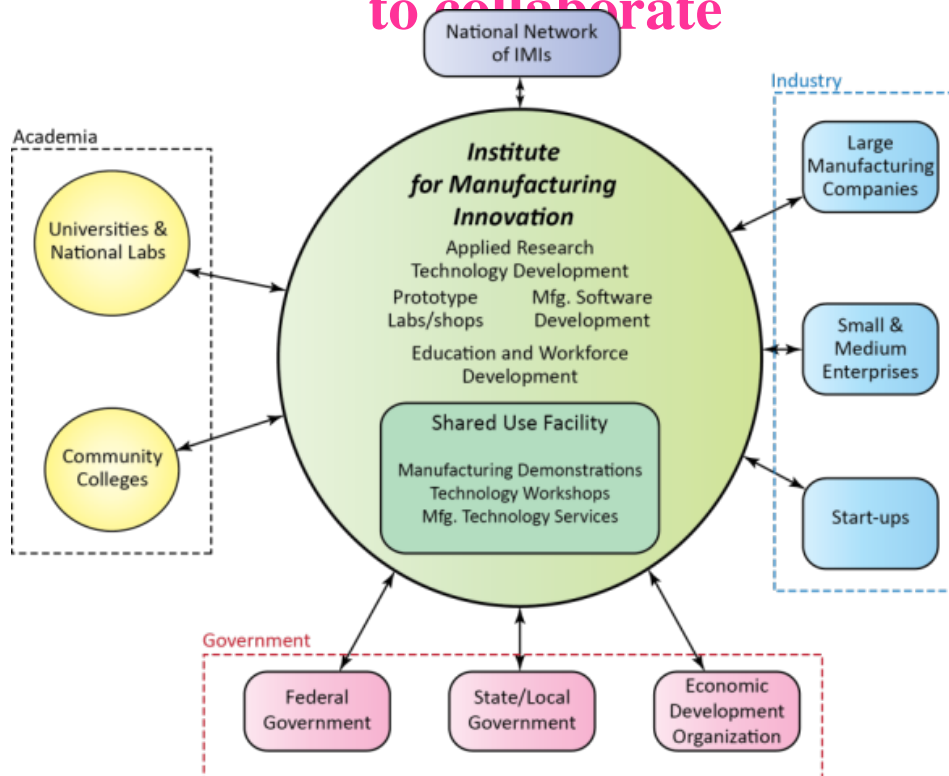 to collaborate
National Network
of IMIs
Industry
Academia
Large
Manufacturing
Companies
Institute
for Manufacturing
Innovation
Universities &
National Labs
Applied Research
Technology Development
Prototype
Labs/shops
Mfg. Software
Development
Small &
Medium
Enterprises
Education and Workforce
Development
Shared Use Facility
Manufacturing Demonstrations
Technology Workshops
Mfg. Technology Services
Community
Colleges
Start-ups
Government
Federal
Government
State/Local
Government
Economic
Development
Organization